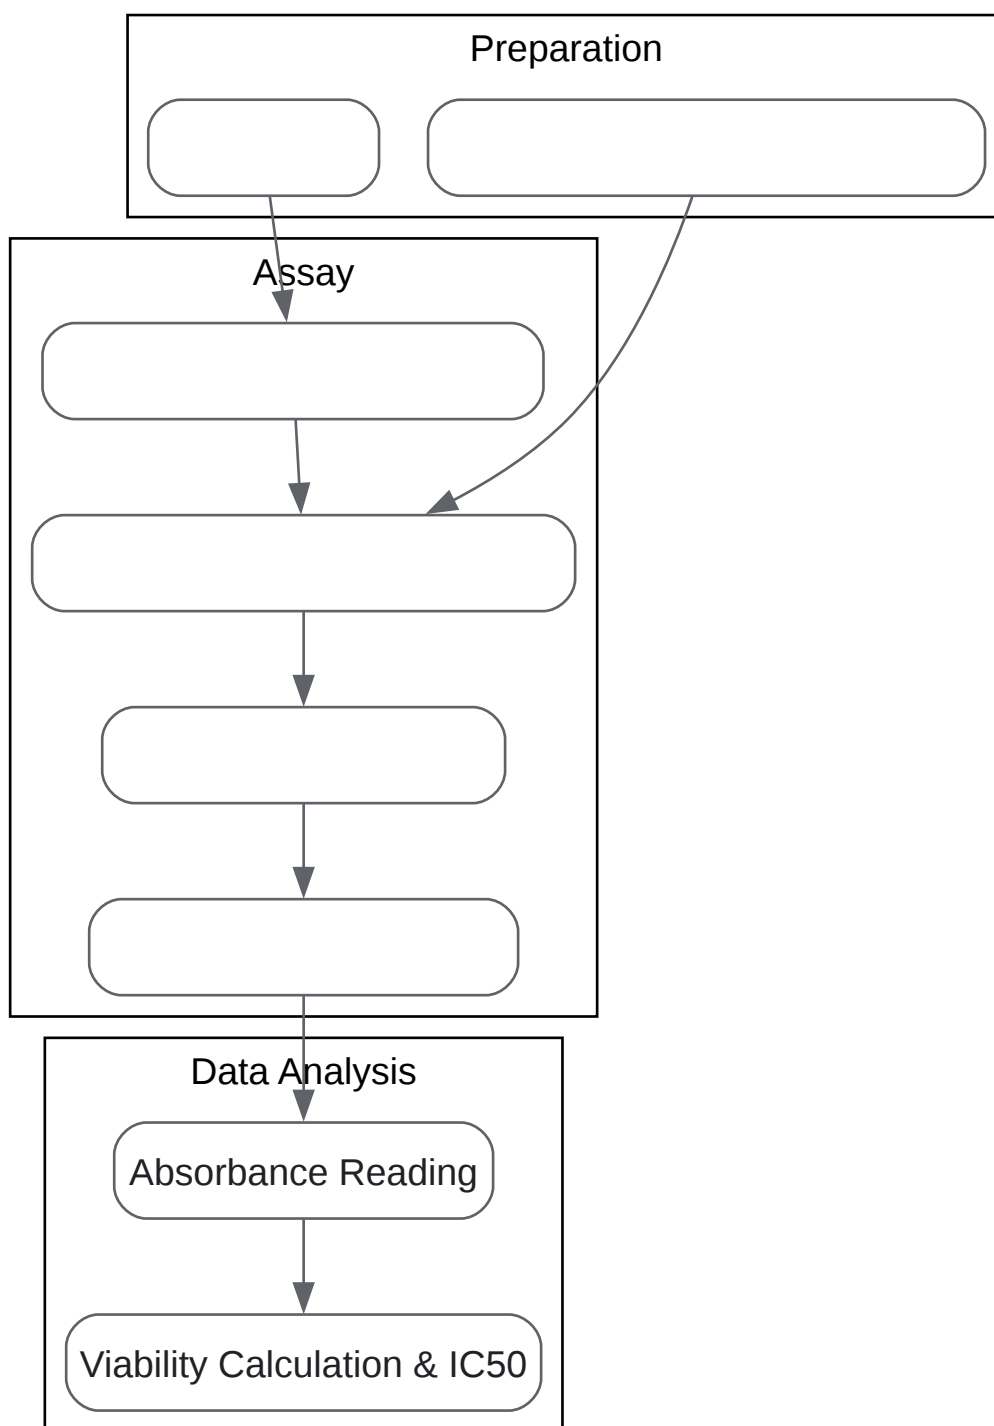 Preparation
Assay
Data Analysis
Absorbance Reading
Viability Calculation & IC50